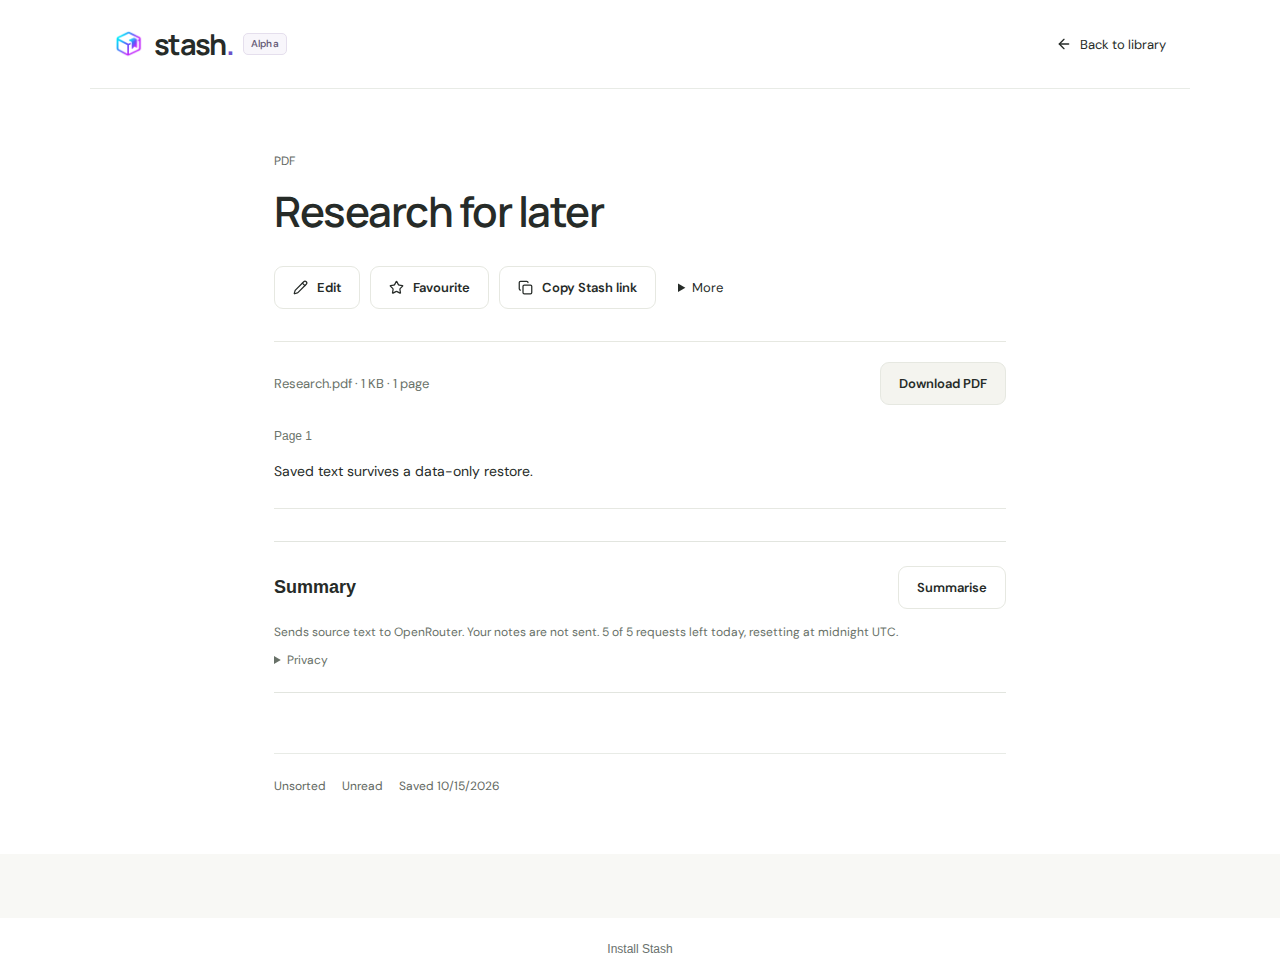 stash. Alpha
Back to library
PDF
Research for later
Edit
Favourite
Copy Stash link
More
Research.pdf · 1 KB · 1 page
Download PDF
Page 1
Saved text survives a data-only restore.
Summary
Summarise
Sends source text to OpenRouter. Your notes are not sent. 5 of 5 requests left today, resetting at midnight UTC.
Privacy
Unsorted Unread Saved 10/15/2026
Install Stash